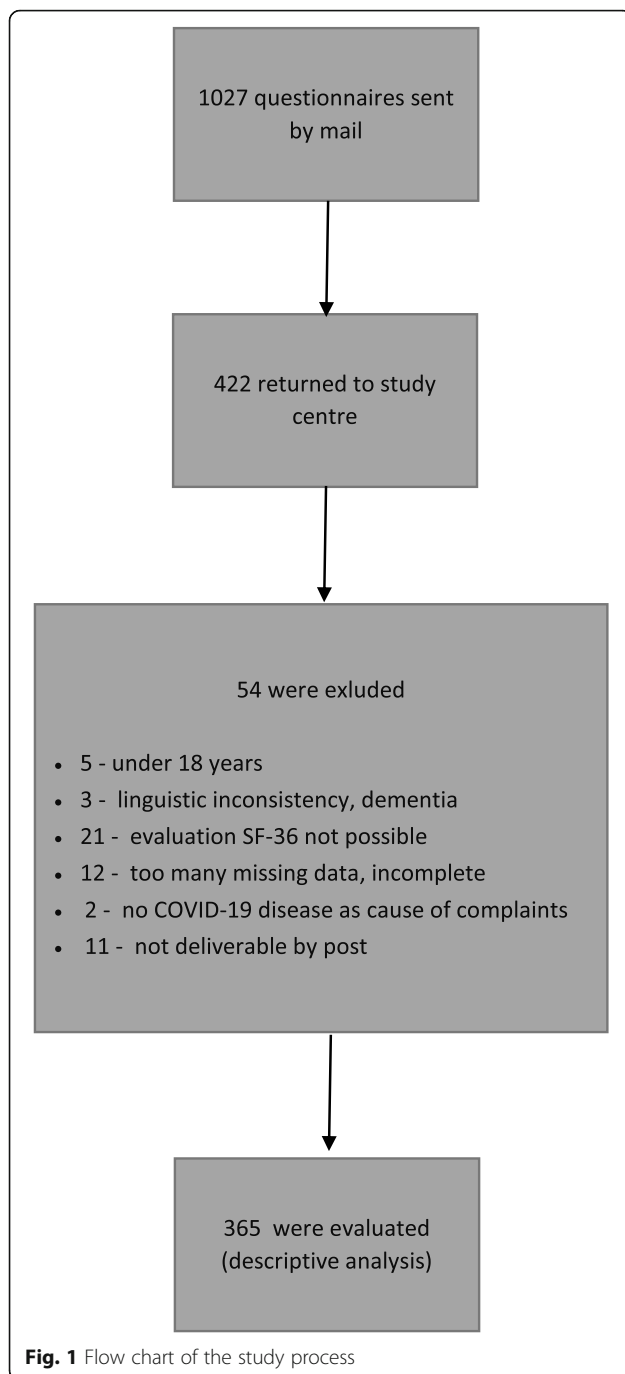 1027 questionnaires sent
by mail
422 returned to study
centre
54 were exluded
• 5 - under 18 years
• 3 - linguistic inconsistency, dementia
• 21 - evaluation SF-36 not possible
• 12 - too many missing data, incomplete
• 2 - no COVID-19 disease as cause of complaints
• 11 - not deliverable by post
365 were evaluated
(descriptive analysis)
Fig. 1 Flow chart of the study process